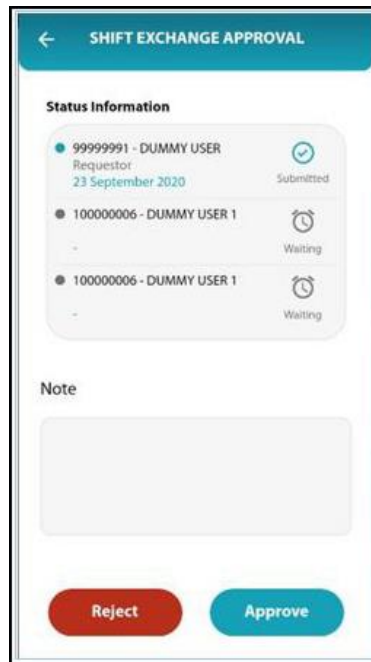 SHIFT EXCHANGE APPROVAL
Status Information
99999991 - DUMMY USER
Requestor
23 September 2020
Submitted
100000006 - DUMMY USER 1
-
Waiting
100000006 - DUMMY USER 1
-
Waiting
Note
Reject
Approve